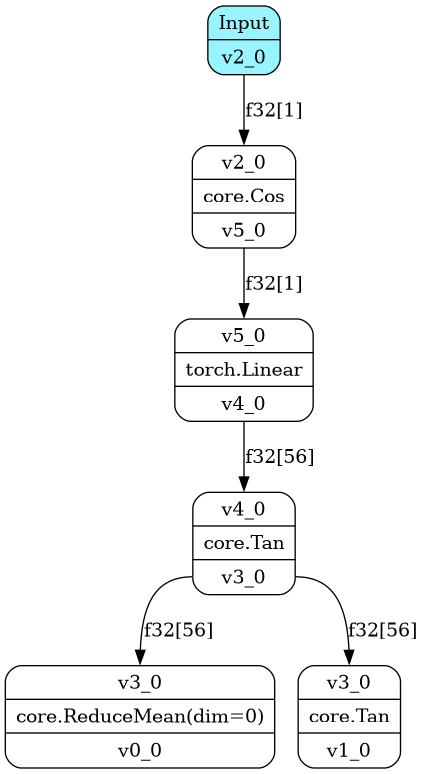 Input
v2_0
f32[1]
v2_0
core.Cos
v5_0
f32[1]
v5_0
torch.Linear
v4_0
f32[56]
v4_0
core.Tan
v3_0
f32[56]
f32[56]
v3_0
core.ReduceMean(dim=0)
v0_0
v3_0
core.Tan
v1_0